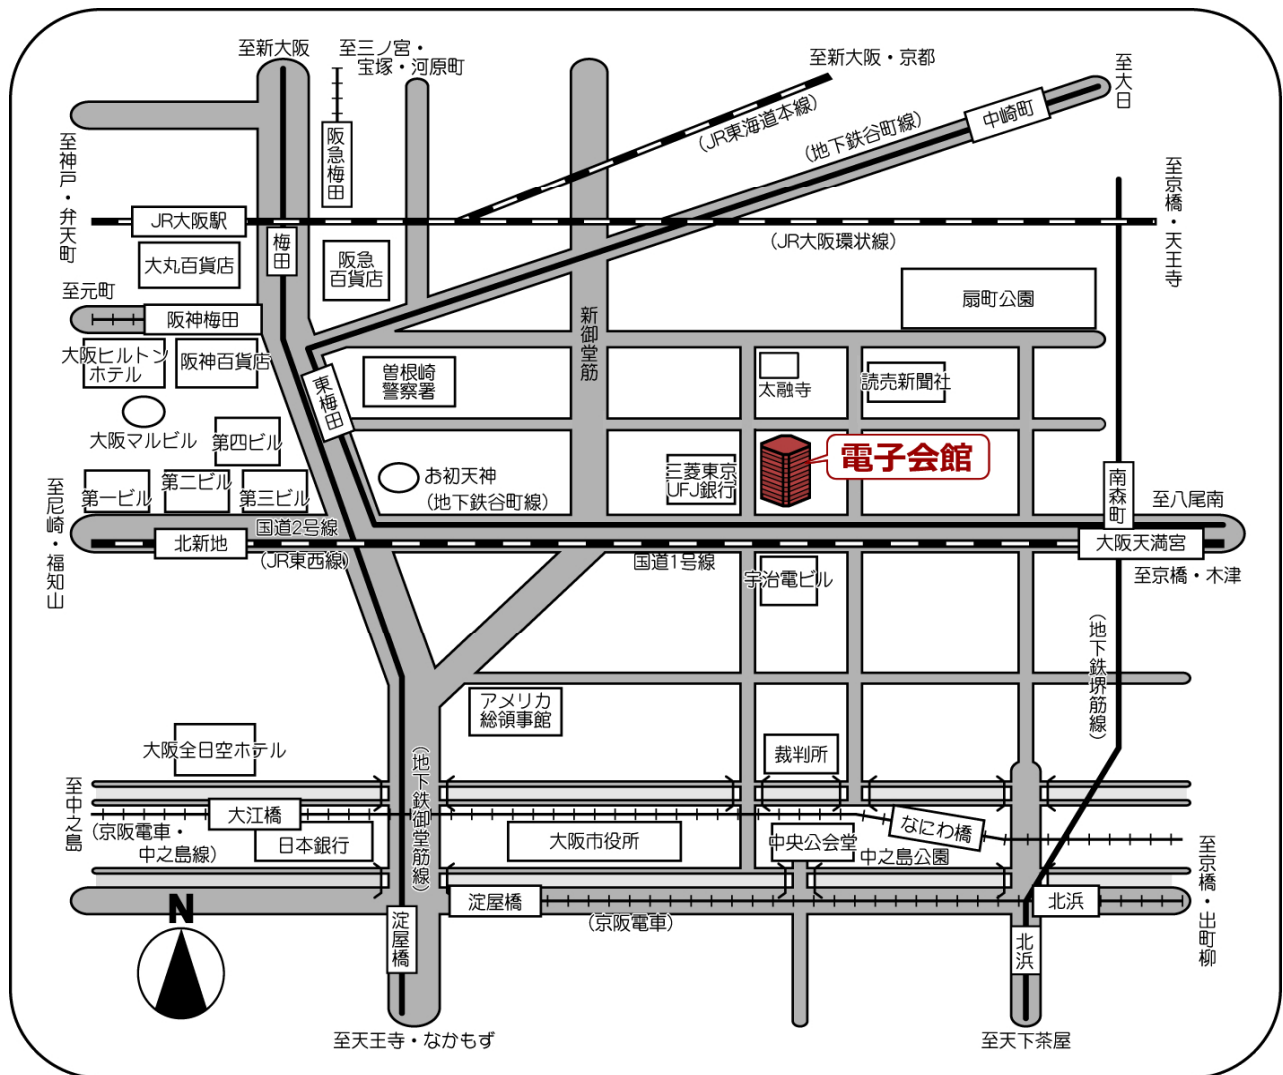 至新大阪
至三ノ宮・
宝塚・河原町
至新大阪・京都
至大日
至神戸・弁天町
阪急梅田
(JR東海道本線)
(地下鉄谷町線)
中崎町
至京橋・天王寺
JR大阪駅
梅田
(JR大阪環状線)
大丸百貨店
阪急
百貨店
至元町
阪神梅田
新御堂筋
扇町公園
大阪ヒルトン
ホテル
阪神百貨店
東梅田
曽根崎
警察署
太融寺
読売新聞社
大阪マルビル
第四ビル
お初天神
三菱東京
UFJ銀行
電子会館
第一ビル
第二ビル
第三ビル
(地下鉄谷町線)
南森町
至八尾南
至尼崎・福知山
国道2号線
北新地
(JR東西線)
国道1号線
大阪天満宮
宇治電ビル
至京橋・木津
(地下鉄堺筋線)
アメリカ
総領事館
大阪全日空ホテル
(地下鉄御堂筋線)
裁判所
至中之島
大江橋
なにわ橋
(京阪電車・
中之島線)
日本銀行
大阪市役所
中央公会堂
中之島公園
至京橋・出町柳
淀屋橋
北浜
(京阪電車)
N
淀屋橋
北浜
至天王寺・なかもず
至天下茶屋